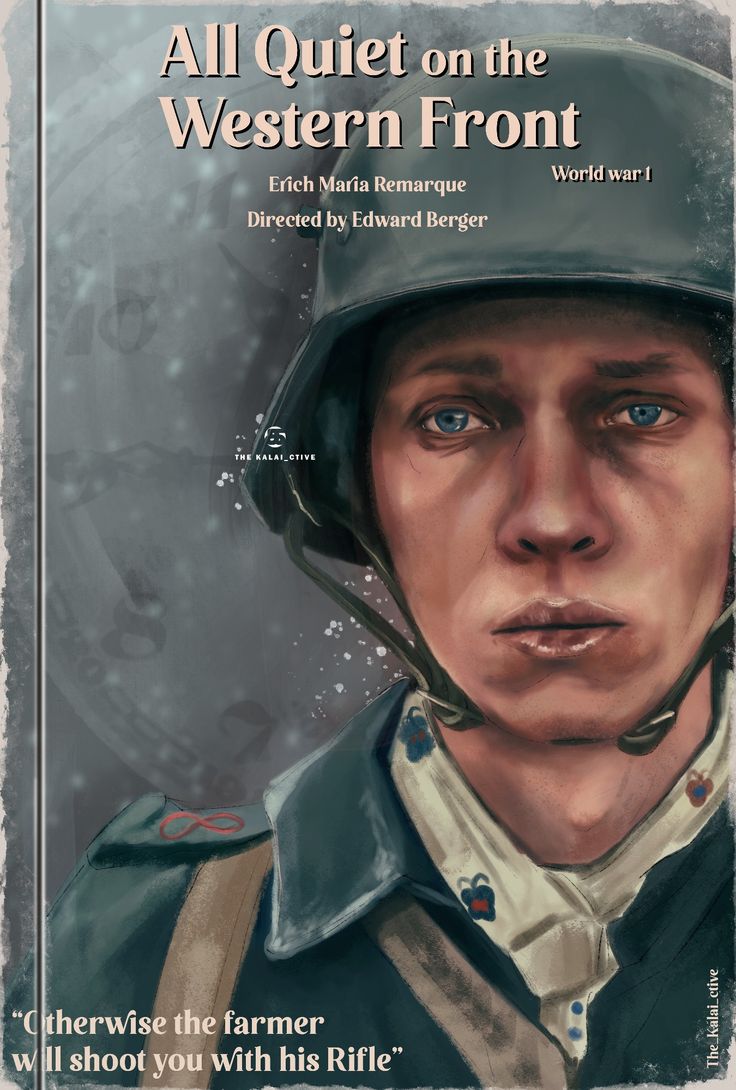 All Quiet on the
Western Front
World war 1
Erich Maria Remarque
Directed by Edward Berger
THE KALAI_CTIVE
"Otherwise the farmer
will shoot you with his Rifle"
The_Kalai_ctive